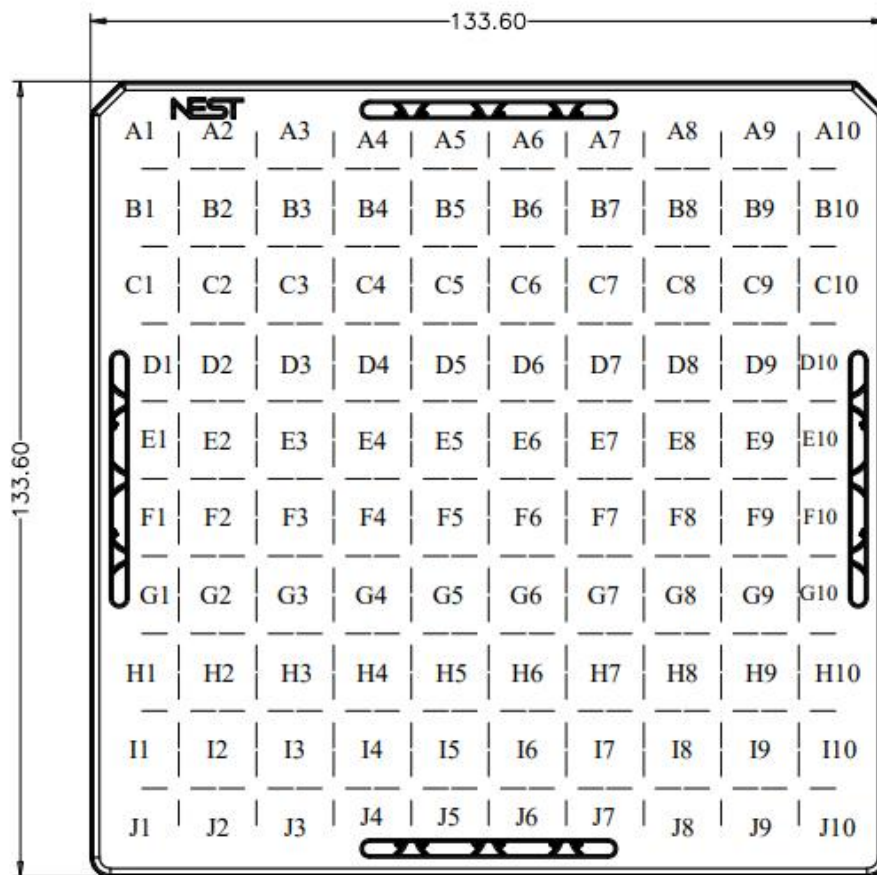 133.60
NEST
A1 A2 A3 A4 A5 A6 A7 A8 A9 A10
B1 B2 B3 B4 B5 B6 B7 B8 B9 B10
C1 C2 C3 C4 C5 C6 C7 C8 C9 C10
D1 D2 D3 D4 D5 D6 D7 D8 D9 D10
E1 E2 E3 E4 E5 E6 E7 E8 E9 E10
133.60
F1 F2 F3 F4 F5 F6 F7 F8 F9 F10
G1 G2 G3 G4 G5 G6 G7 G8 G9 G10
H1 H2 H3 H4 H5 H6 H7 H8 H9 H10
I1 I2 I3 I4 I5 I6 I7 I8 I9 I10
J1 J2 J3 J4 J5 J6 J7 J8 J9 J10